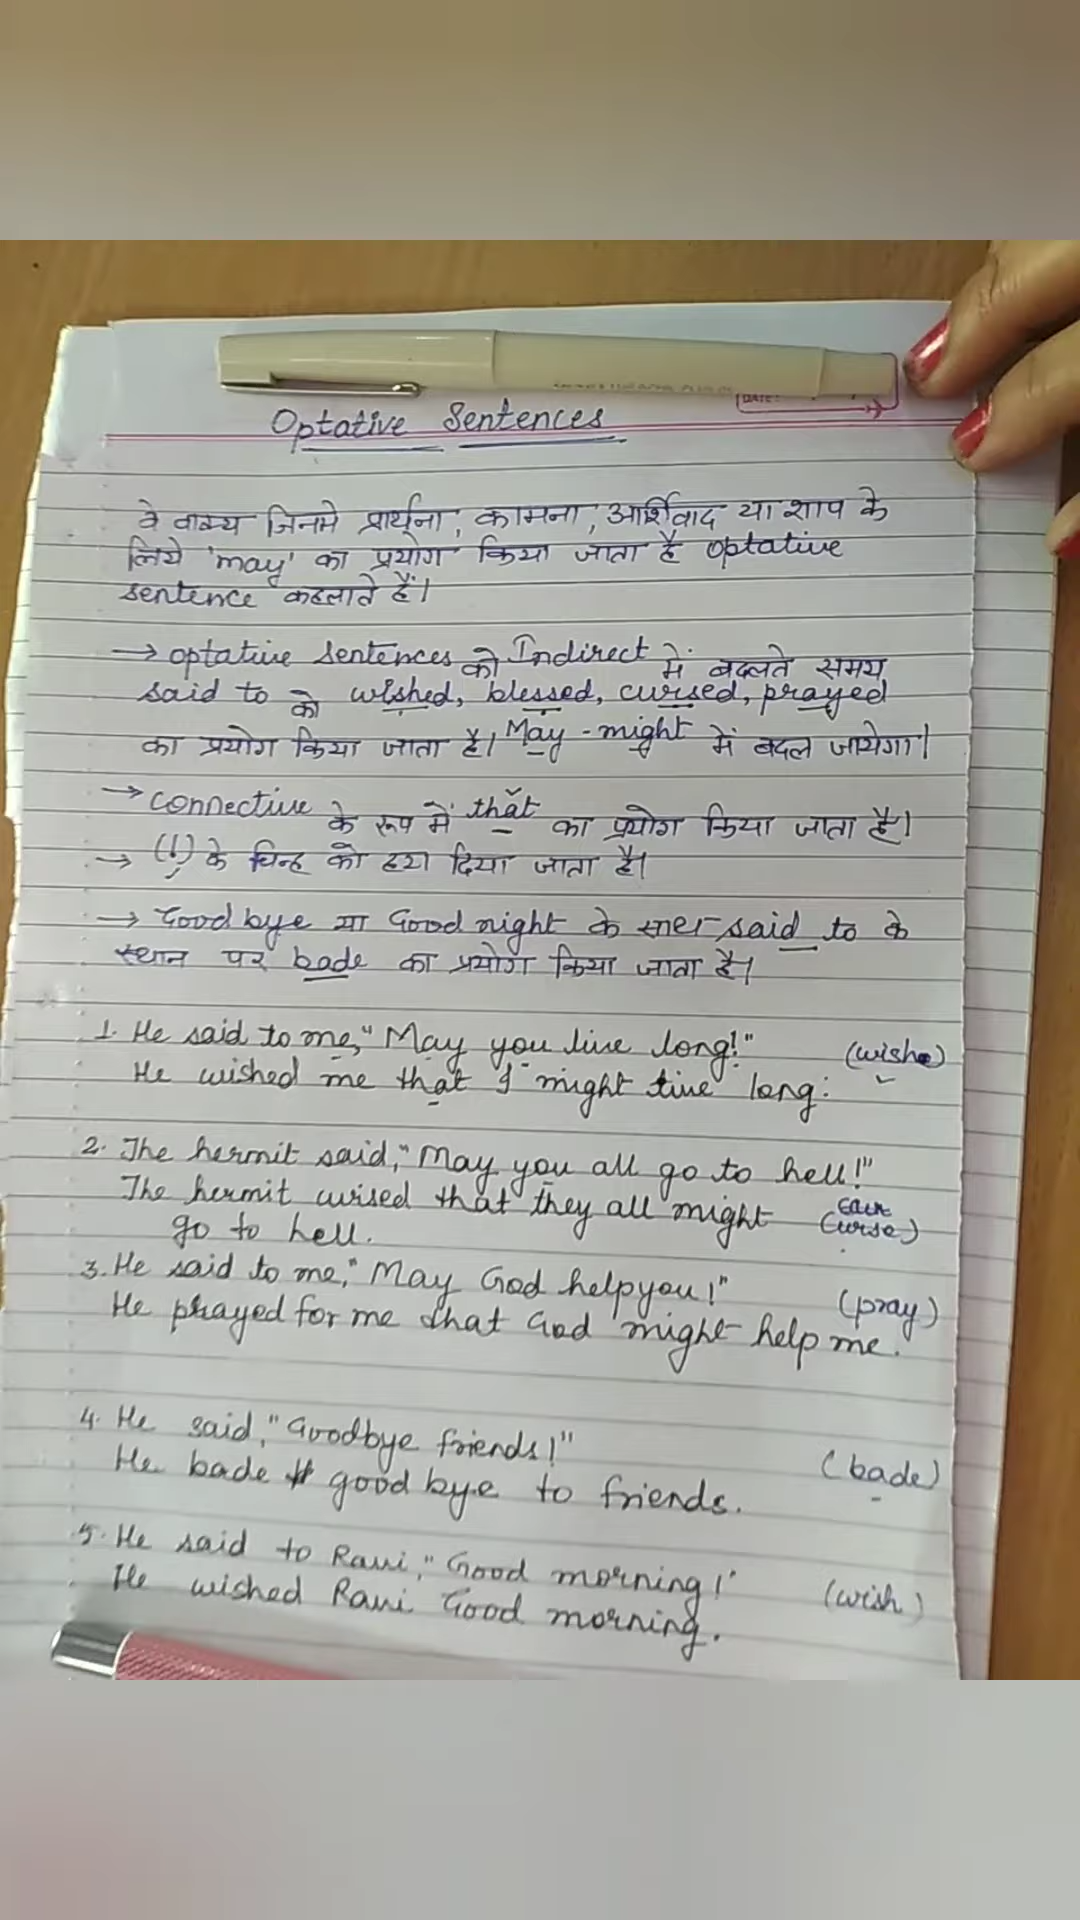 DATE:
Optative Sentences
वे वाक्य जिनमे प्रार्थना, कामना, आर्शिवाद या शाप के
लिये 'may' का प्रयोग किया जाता है optative
sentence कहलाते हैं।
→ optative sentences को Indirect में बदलते समय
said to को wished, blessed, cursed, prayed
का प्रयोग किया जाता है। May - might में बदल जायेगा।
→ connective के रूप में that का प्रयोग किया जाता है।
→ (!) के चिन्ह को हटा दिया जाता है।
→ Good bye या Good night के साथ said to के
स्थान पर bade का प्रयोग किया जाता है।
1. He said to me, "May you live long!" (wish)
He wished me that I might live long.
2. The hermit said, "May you all go to hell!"
The hermit cursed that they all might (curse)
go to hell.
3. He said to me, "May God help you!"
He prayed for me that God might help me. (pray)
4. He said, "Goodbye friends!"
He bade good bye to friends. (bade)
5. He said to Ravi, "Good morning!"
He wished Ravi Good morning. (wish)